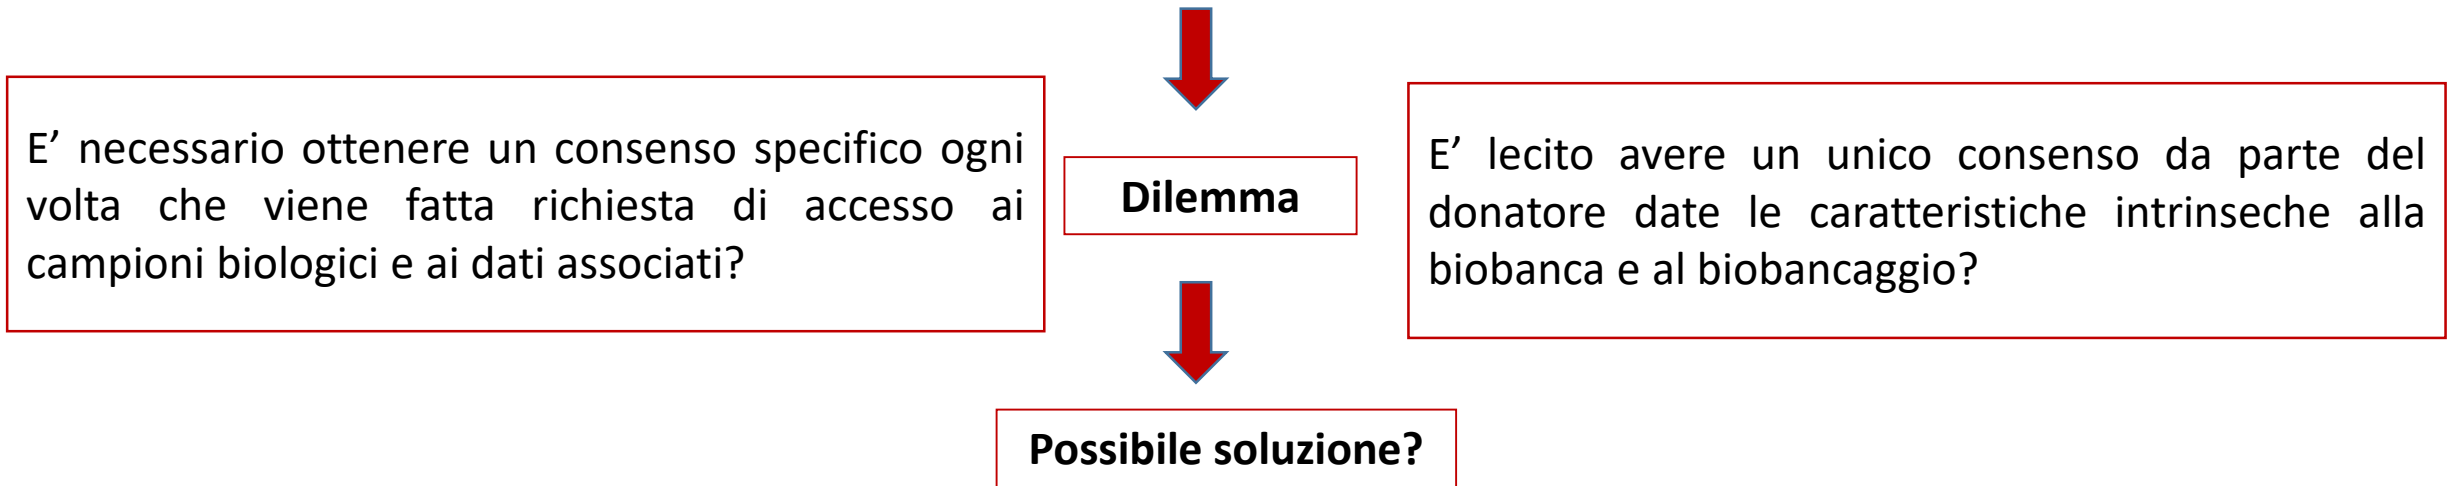 E’ necessario ottenere un consenso specifico ogni
volta che viene fatta richiesta di accesso ai
campioni biologici e ai dati associati?
Dilemma
E’ lecito avere un unico consenso da parte del
donatore date le caratteristiche intrinseche alla
biobanca e al biobancaggio?
Possibile soluzione?